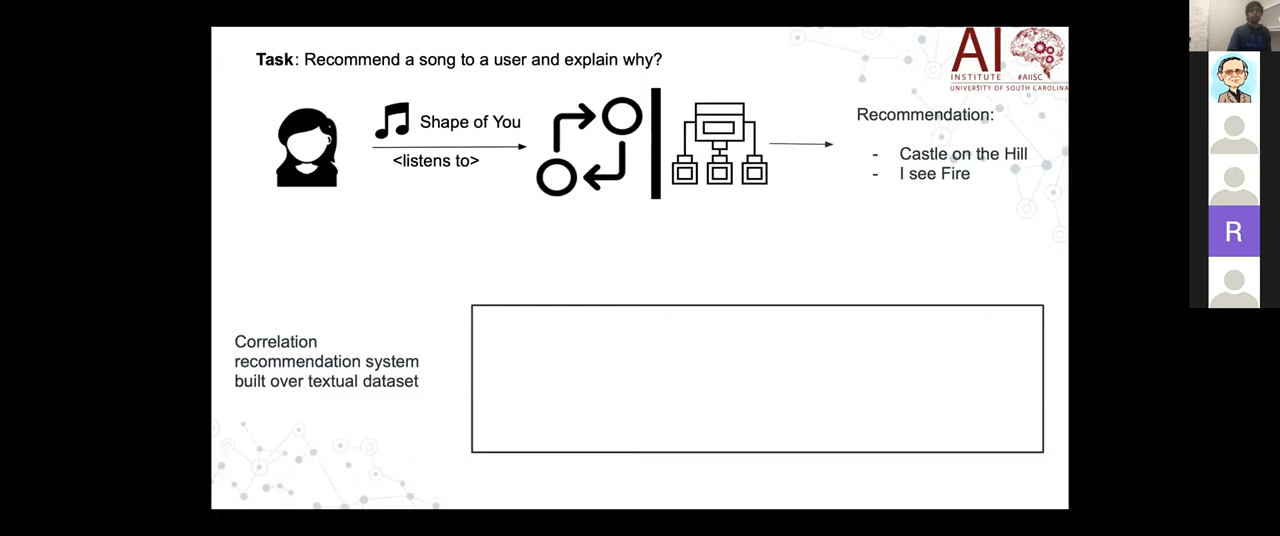 Task: Recommend a song to a user and explain why?
AI
INSTITUTE #AIISC
UNIVERSITY OF SOUTH CAROLINA
Shape of You
<listens to>
Recommendation:
- Castle on the Hill
- I see Fire
R
Correlation
recommendation system
built over textual dataset